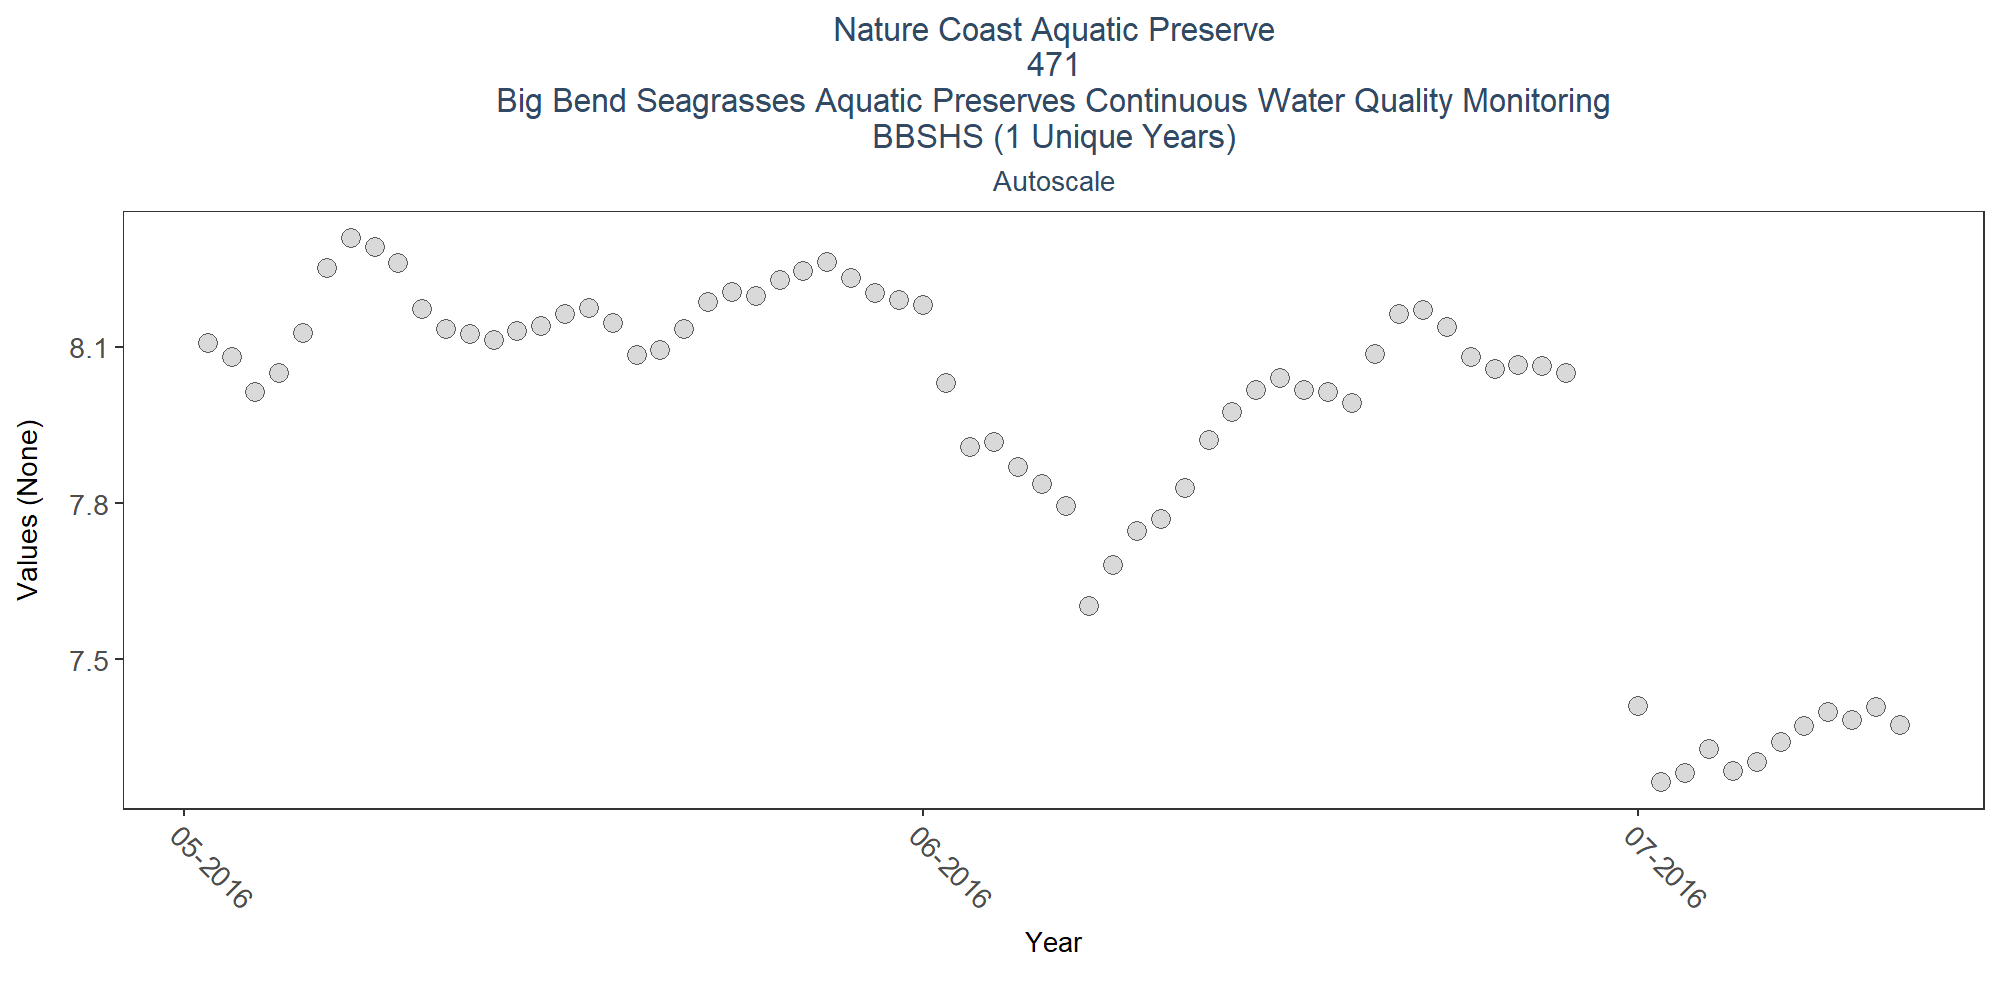 Nature Coast Aquatic Preserve
471
Big Bend Seagrasses Aquatic Preserves Continuous Water Quality Monitoring
BBSHS (1 Unique Years)
Autoscale
8.1
7.8
7.5
Values (None)
05-2016
06-2016
07-2016
Year